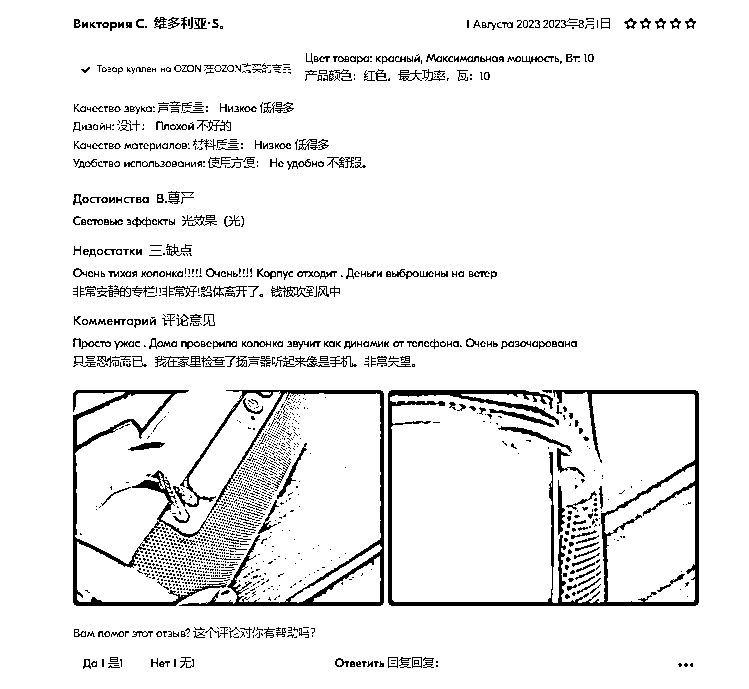 Виктория С. 维多利亚·S。
1 Августа 2023 2023年8月1日
Товар куплен на OZON 在OZON购买的商品
Цвет товара: красный, Максимальная мощность, Вт: 10
产品颜色：红色，最大功率，瓦：10
Качество звука: 声音质量： Низкое 低得多
Дизайн: 设计： Плохой 不好的
Качество материалов: 材料质量： Низкое 低得多
Удобство использования: 使用方便： Не удобно 不舒服。
Достоинства B.尊严
Световые эффекты 光效果（光）
Недостатки 三.缺点
Очень тихая колонка!!!!! Очень!!!! Корпус отходит . Деньги выброшены на ветер
非常安静的专栏!!非常好!船体离开了。钱被吹到风中
Комментарий 评论意见
Просто ужас . Дома проверила колонка звучит как динамик от телефона. Очень разочарована
只是恐惧而已。我在家里检查了扬声器听起来像是手机。非常失望。
Вам помог этот отзыв? 这个评论对你有帮助吗?
Да 1 是1 Нет 1 无1 Ответить 回复回复: